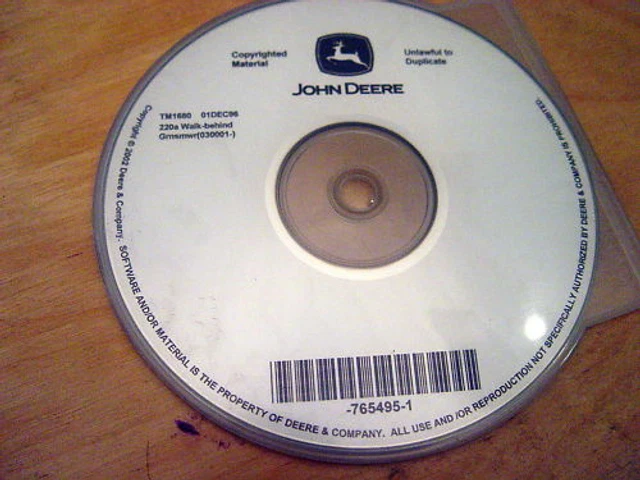 Copyrighted
Material
Unlawful to
Duplicate
JOHN DEERE
TM1680 01DEC96
220a Walk-behind
Grnsmwr(030001-)
-765495-1
Copyright © 2002 Deere & Company. SOFTWARE AND/OR MATERIAL IS THE PROPERTY OF DEERE & COMPANY. ALL USE AND /OR REPRODUCTION NOT SPECIFICALLY AUTHORIZED BY DEERE & COMPANY IS PROHIBITED.